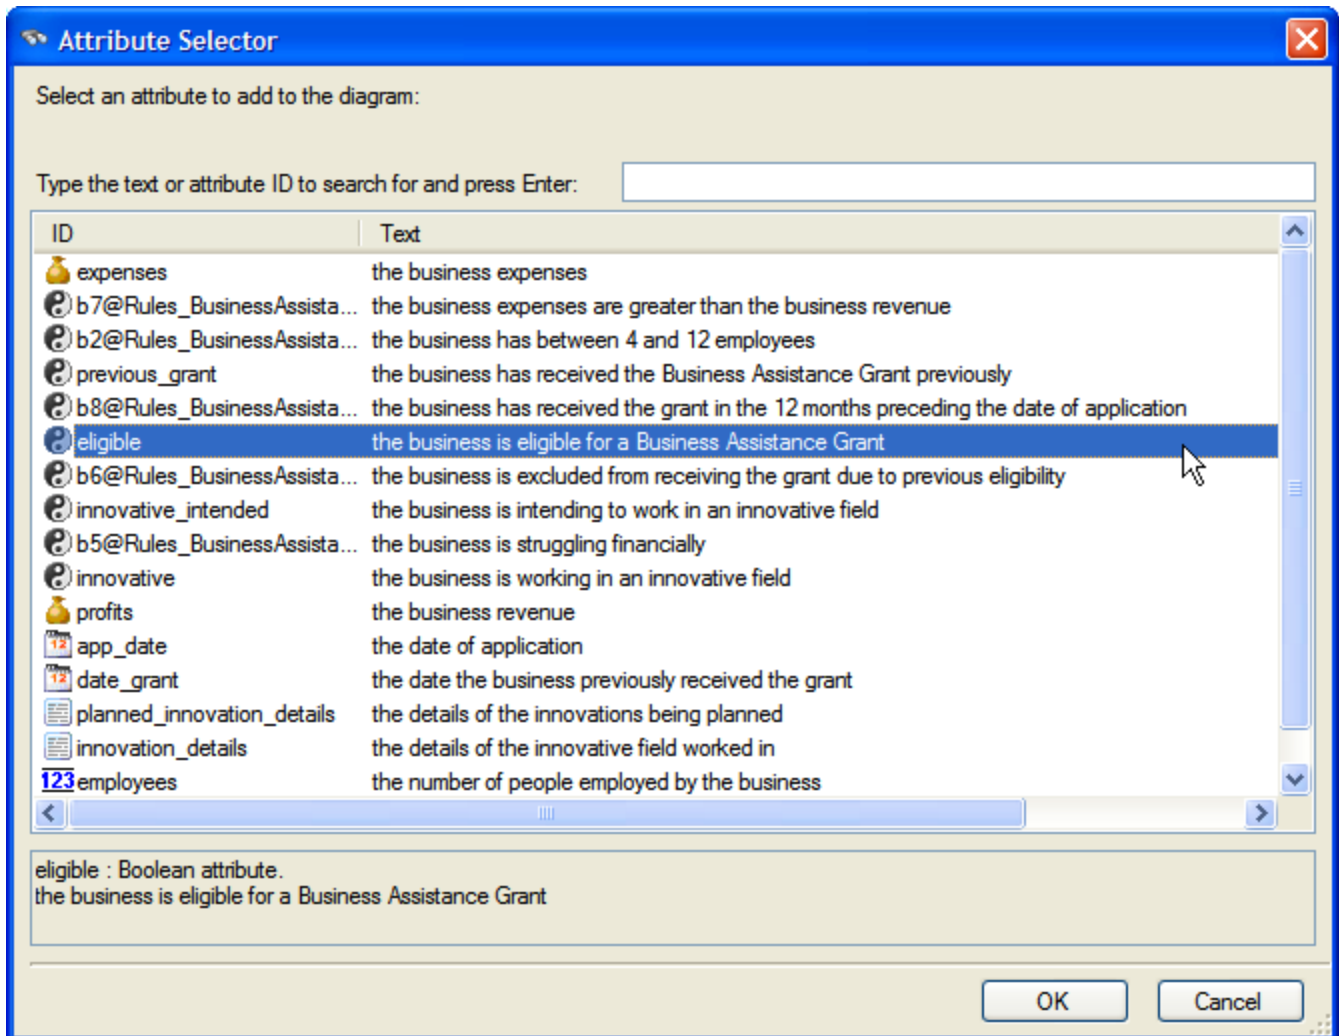 Attribute Selector
Select an attribute to add to the diagram:
Type the text or attribute ID to search for and press Enter:
ID Text
expenses the business expenses
b7@Rules_BusinessAssista... the business expenses are greater than the business revenue
b2@Rules_BusinessAssista... the business has between 4 and 12 employees
previous_grant the business has received the Business Assistance Grant previously
b8@Rules_BusinessAssista... the business has received the grant in the 12 months preceding the date of application
eligible the business is eligible for a Business Assistance Grant
b6@Rules_BusinessAssista... the business is excluded from receiving the grant due to previous eligibility
innovative_intended the business is intending to work in an innovative field
b5@Rules_BusinessAssista... the business is struggling financially
innovative the business is working in an innovative field
profits the business revenue
12 app_date the date of application
12 date_grant the date the business previously received the grant
planned_innovation_details the details of the innovations being planned
innovation_details the details of the innovative field worked in
123 employees the number of people employed by the business
eligible : Boolean attribute.
the business is eligible for a Business Assistance Grant
OK Cancel